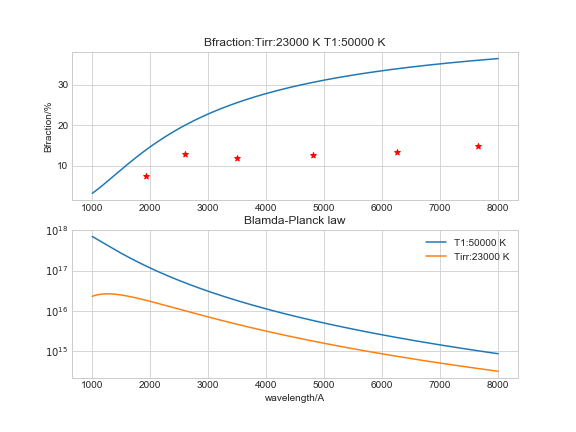 Bfraction:Tirr:23000 K T1:50000 K
Bfraction/%
30
20
10
1000 2000 3000 4000 5000 6000 7000 8000
Blamda-Planck law
10^18
10^17
10^16
10^15
T1:50000 K
Tirr:23000 K
1000 2000 3000 4000 5000 6000 7000 8000
wavelength/A